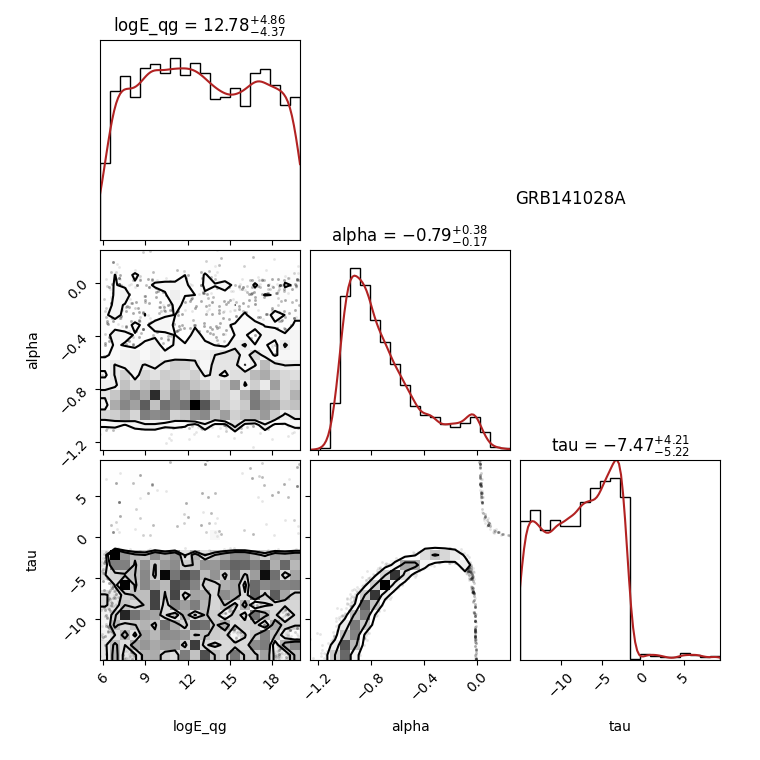 logE_qg = 12.78+4.86 −4.37
GRB141028A
alpha = −0.79+0.38 −0.17
0.0
−0.4
−0.8
−1.2
alpha
tau = −7.47+4.21 −5.22
5
0
−5
−10
tau
6 9 12 15 18 −1.2 −0.8 −0.4 0.0 −10 −5 0 5
logE_qg alpha tau